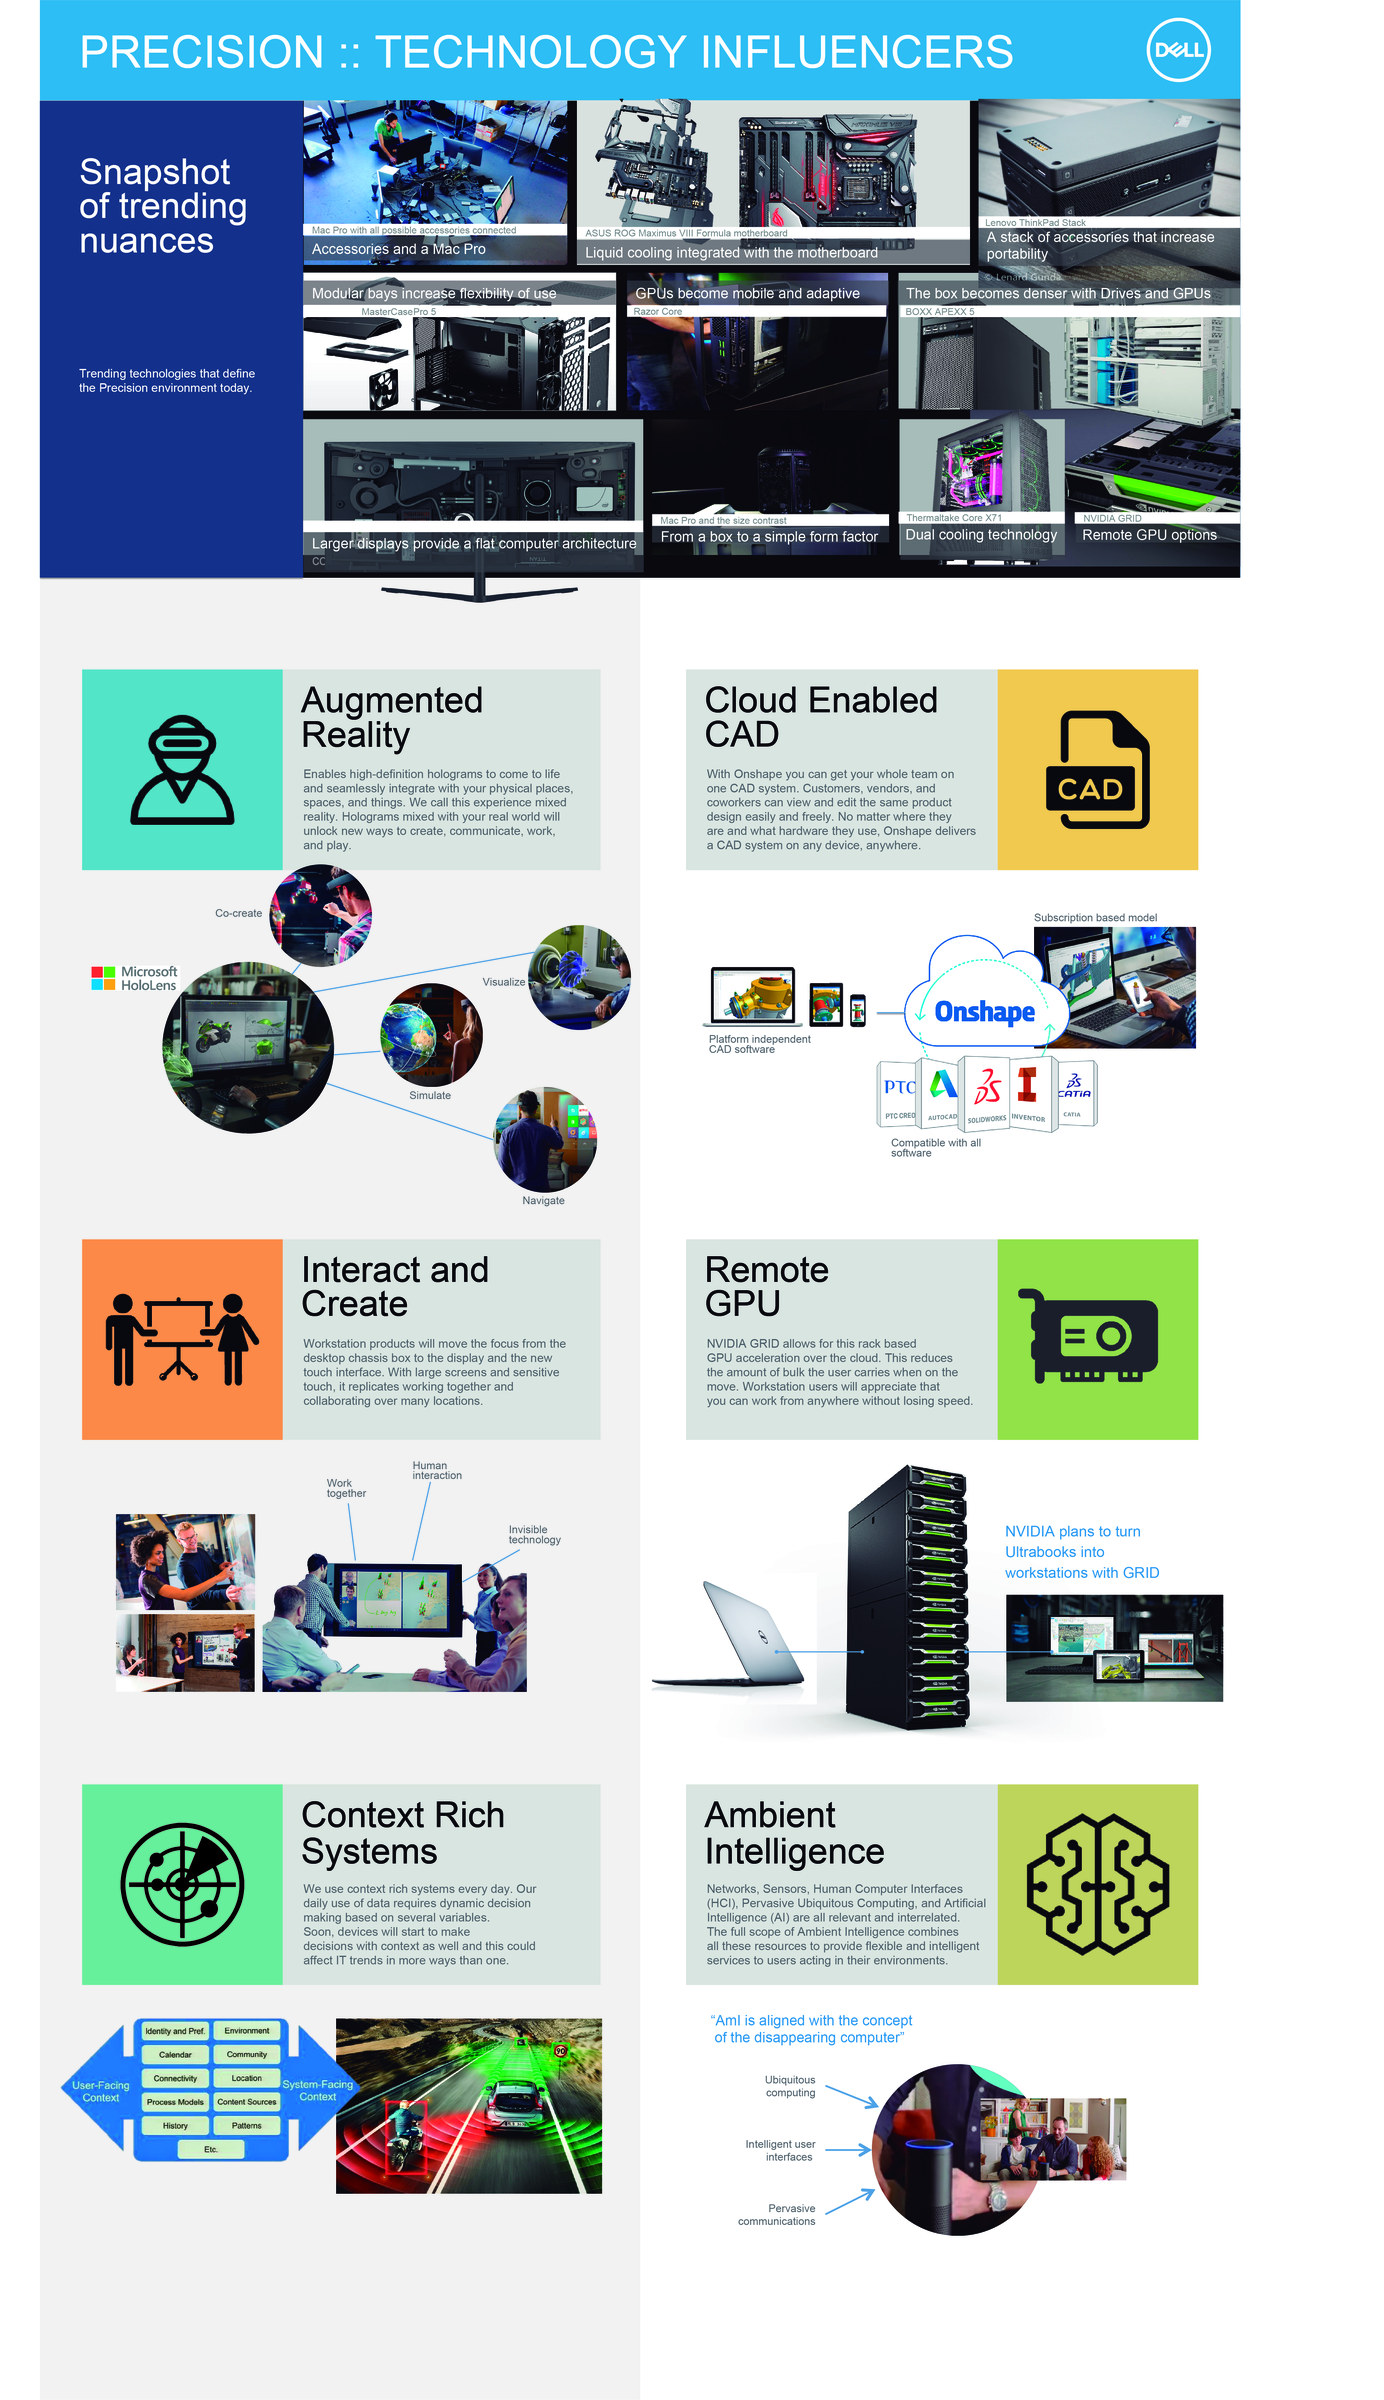 PRECISION :: TECHNOLOGY INFLUENCERS
DELL
Snapshot
of trending
nuances
Trending technologies that define
the Precision environment today.
Mac Pro with all possible accessories connected
Accessories and a Mac Pro
ASUS ROG Maximus VIII Formula motherboard
Liquid cooling integrated with the motherboard
Lenovo ThinkPad Stack
A stack of accessories that increase
portability
© Lenard Gunda
Modular bays increase flexibility of use
MasterCasePro 5
GPUs become mobile and adaptive
Razor Core
The box becomes denser with Drives and GPUs
BOXX APEXX 5
Larger displays provide a flat computer architecture
CC
Mac Pro and the size contrast
From a box to a simple form factor
Thermaltake Core X71
Dual cooling technology
NVIDIA GRID
Remote GPU options
Augmented
Reality
Enables high-definition holograms to come to life
and seamlessly integrate with your physical places,
spaces, and things. We call this experience mixed
reality. Holograms mixed with your real world will
unlock new ways to create, communicate, work,
and play.
Co-create
Microsoft
HoloLens
Visualize
Simulate
Navigate
Cloud Enabled
CAD
With Onshape you can get your whole team on
one CAD system. Customers, vendors, and
coworkers can view and edit the same product
design easily and freely. No matter where they
are and what hardware they use, Onshape delivers
a CAD system on any device, anywhere.
CAD
Subscription based model
Onshape
Platform independent
CAD software
PTC
PTC CREO
AUTOCAD
SOLIDWORKS
INVENTOR
CATIA
CATIA
Compatible with all
software
Interact and
Create
Workstation products will move the focus from the
desktop chassis box to the display and the new
touch interface. With large screens and sensitive
touch, it replicates working together and
collaborating over many locations.
Human
interaction
Work
together
Invisible
technology
Remote
GPU
NVIDIA GRID allows for this rack based
GPU acceleration over the cloud. This reduces
the amount of bulk the user carries when on the
move. Workstation users will appreciate that
you can work from anywhere without losing speed.
NVIDIA plans to turn
Ultrabooks into
workstations with GRID
Context Rich
Systems
We use context rich systems every day. Our
daily use of data requires dynamic decision
making based on several variables.
Soon, devices will start to make
decisions with context as well and this could
affect IT trends in more ways than one.
User-Facing
Context
Identity and Pref.
Environment
Calendar
Community
Connectivity
Location
Process Models
Content Sources
History
Patterns
Etc.
System-Facing
Context
90
Ambient
Intelligence
Networks, Sensors, Human Computer Interfaces
(HCI), Pervasive Ubiquitous Computing, and Artificial
Intelligence (AI) are all relevant and interrelated.
The full scope of Ambient Intelligence combines
all these resources to provide flexible and intelligent
services to users acting in their environments.
“AmI is aligned with the concept
of the disappearing computer”
Ubiquitous
computing
Intelligent user
interfaces
Pervasive
communications